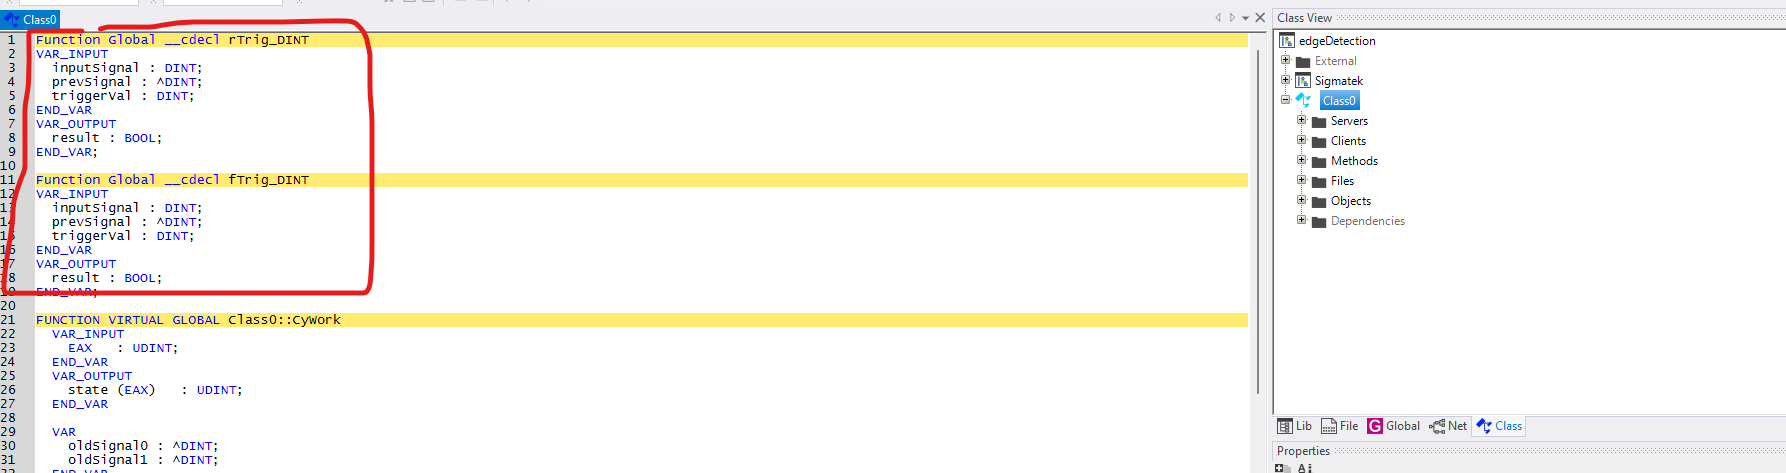 Class0
1 Function Global __cdecl rTrig_DINT
2 VAR_INPUT
3 inputSignal : DINT;
4 prevSignal : ^DINT;
5 triggerVal : DINT;
6 END_VAR
7 VAR_OUTPUT
8 result : BOOL;
9 END_VAR;
10
11 Function Global __cdecl fTrig_DINT
12 VAR_INPUT
13 inputSignal : DINT;
14 prevSignal : ^DINT;
15 triggerVal : DINT;
16 END_VAR
17 VAR_OUTPUT
18 result : BOOL;
19 END_VAR;
20
21 FUNCTION VIRTUAL GLOBAL Class0::CyWork
22 VAR_INPUT
23 EAX : UDINT;
24 END_VAR
25 VAR_OUTPUT
26 state (EAX) : UDINT;
27 END_VAR
28
29 VAR
30 oldSignal0 : ^DINT;
31 oldSignal1 : ^DINT;
32 END_VAR
Class View
edgeDetection
External
Sigmatek
Class0
Servers
Clients
Methods
Files
Objects
Dependencies
Lib File G Global Net Class
Properties